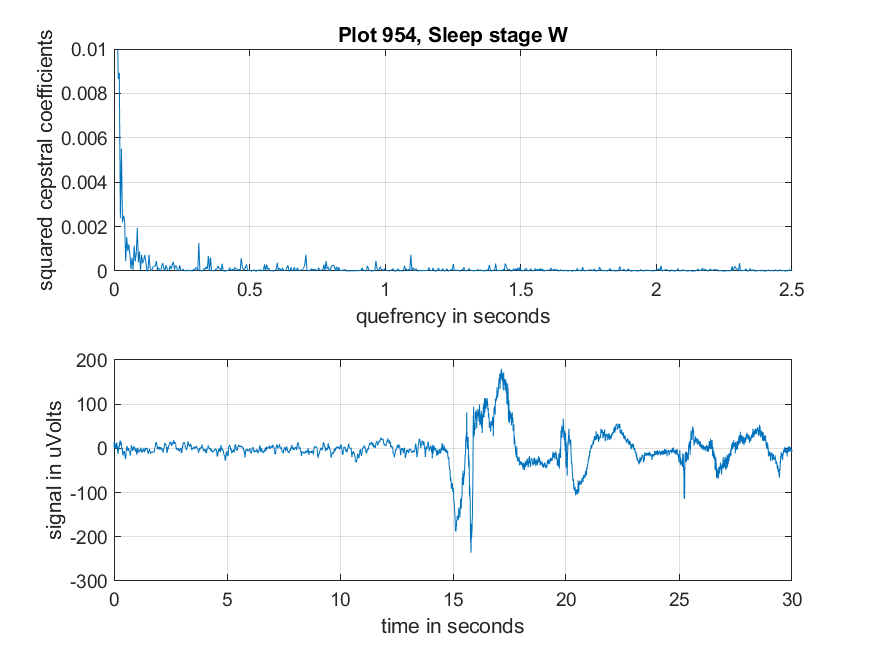 Plot 954, Sleep stage W
squared cepstral coefficients
0.01
0.008
0.006
0.004
0.002
0
0 0.5 1 1.5 2 2.5
quefrency in seconds
signal in uVolts
200
100
0
-100
-200
-300
0 5 10 15 20 25 30
time in seconds